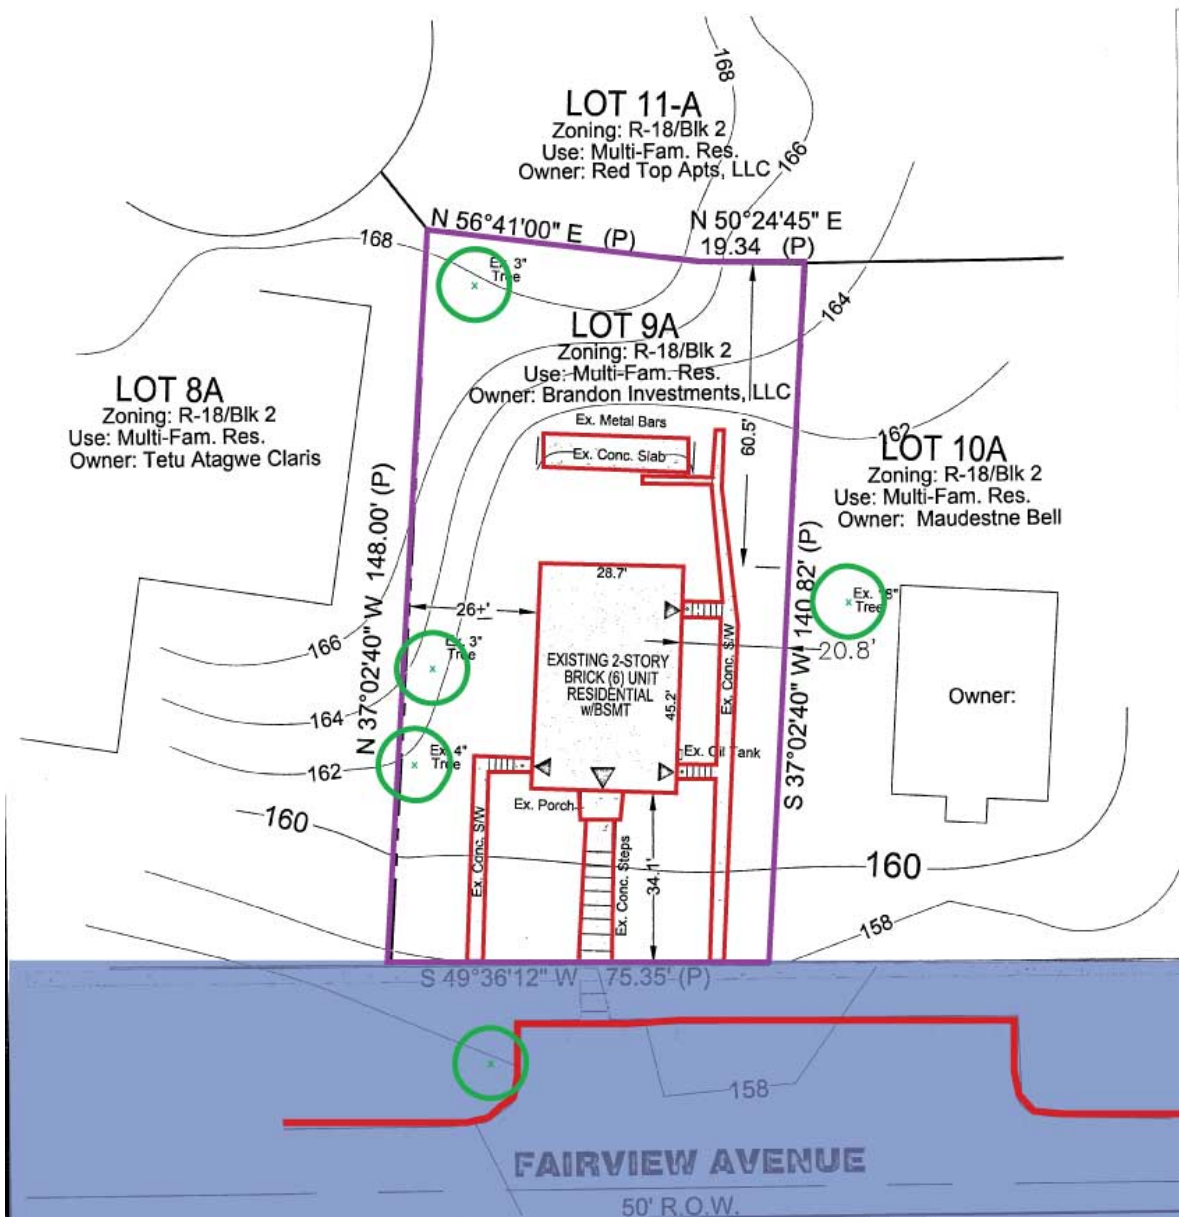 168
LOT 11-A
Zoning: R-18/Blk 2
Use: Multi-Fam. Res.
Owner: Red Top Apts, LLC
166
N 56°41'00" E (P)
N 50°24'45" E
19.34 (P)
168
Ex. 3"
Tree
164
LOT 9A
Zoning: R-18/Blk 2
Use: Multi-Fam. Res.
Owner: Brandon Investments, LLC
LOT 8A
Zoning: R-18/Blk 2
Use: Multi-Fam. Res.
Owner: Tetu Atagwe Claris
Ex. Metal Bars
Ex. Conc. Slab
60.5'
162
LOT 10A
Zoning: R-18/Blk 2
Use: Multi-Fam. Res.
Owner: Maudestne Bell
N 37°02'40" W 148.00' (P)
S 37°02'40" W 140.82' (P)
28.7'
26±'
Ex. 18"
Tree
166
Ex. 3"
Tree
EXISTING 2-STORY
BRICK (6) UNIT
RESIDENTIAL
w/BSMT
45.2'
Ex. Conc. S/W
20.8'
Owner:
164
Ex. 4"
Tree
162
Ex. Oil Tank
Ex. Porch
160
Ex. Conc. S/W
Ex. Conc. Steps
34.1'
160
158
S 49°36'12" W 75.35' (P)
158
FAIRVIEW AVENUE
50' R.O.W.